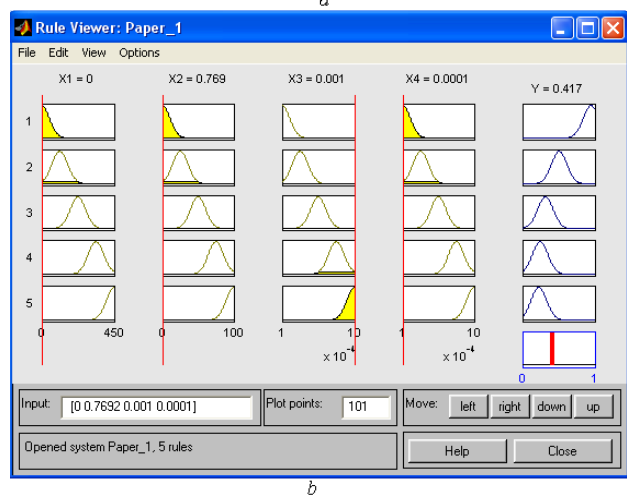 a
Rule Viewer: Paper_1
File Edit View Options
X1 = 0 X2 = 0.769 X3 = 0.001 X4 = 0.0001 Y = 0.417
1
2
3
4
5
0 450 0 100 1 10 1 10
x 10-4 x 10-4
0 1
Input: [0 0.7692 0.001 0.0001] Plot points: 101 Move: left right down up
Opened system Paper_1, 5 rules Help Close
b